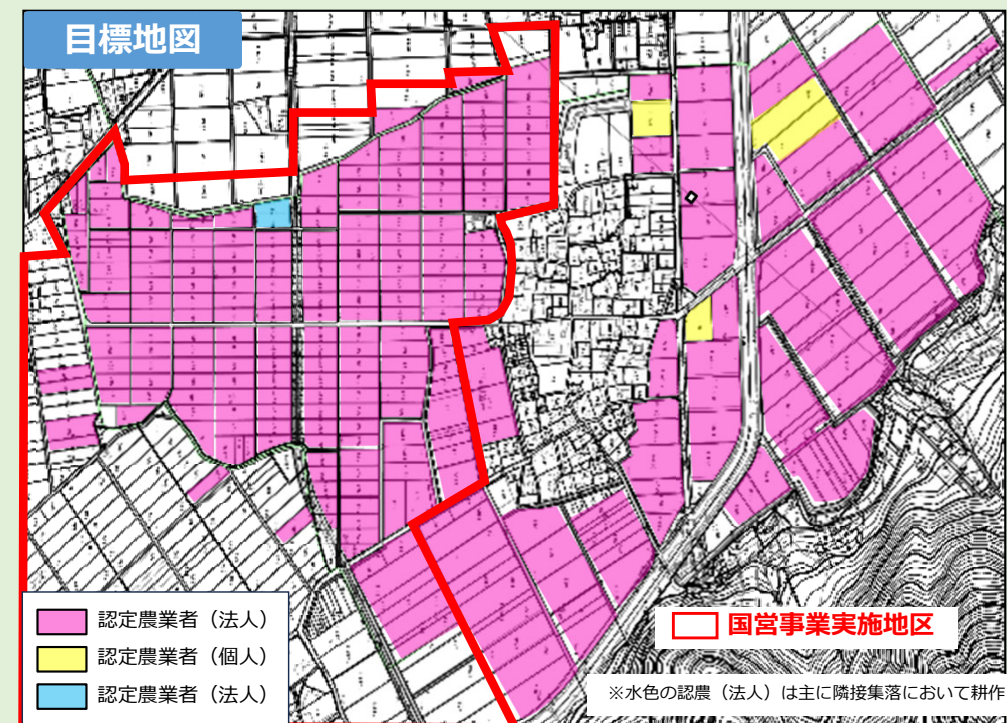 目標地図
認定農業者（法人）
認定農業者（個人）
認定農業者（法人）
国営事業実施地区
※水色の認農（法人）は主に隣接集落において耕作